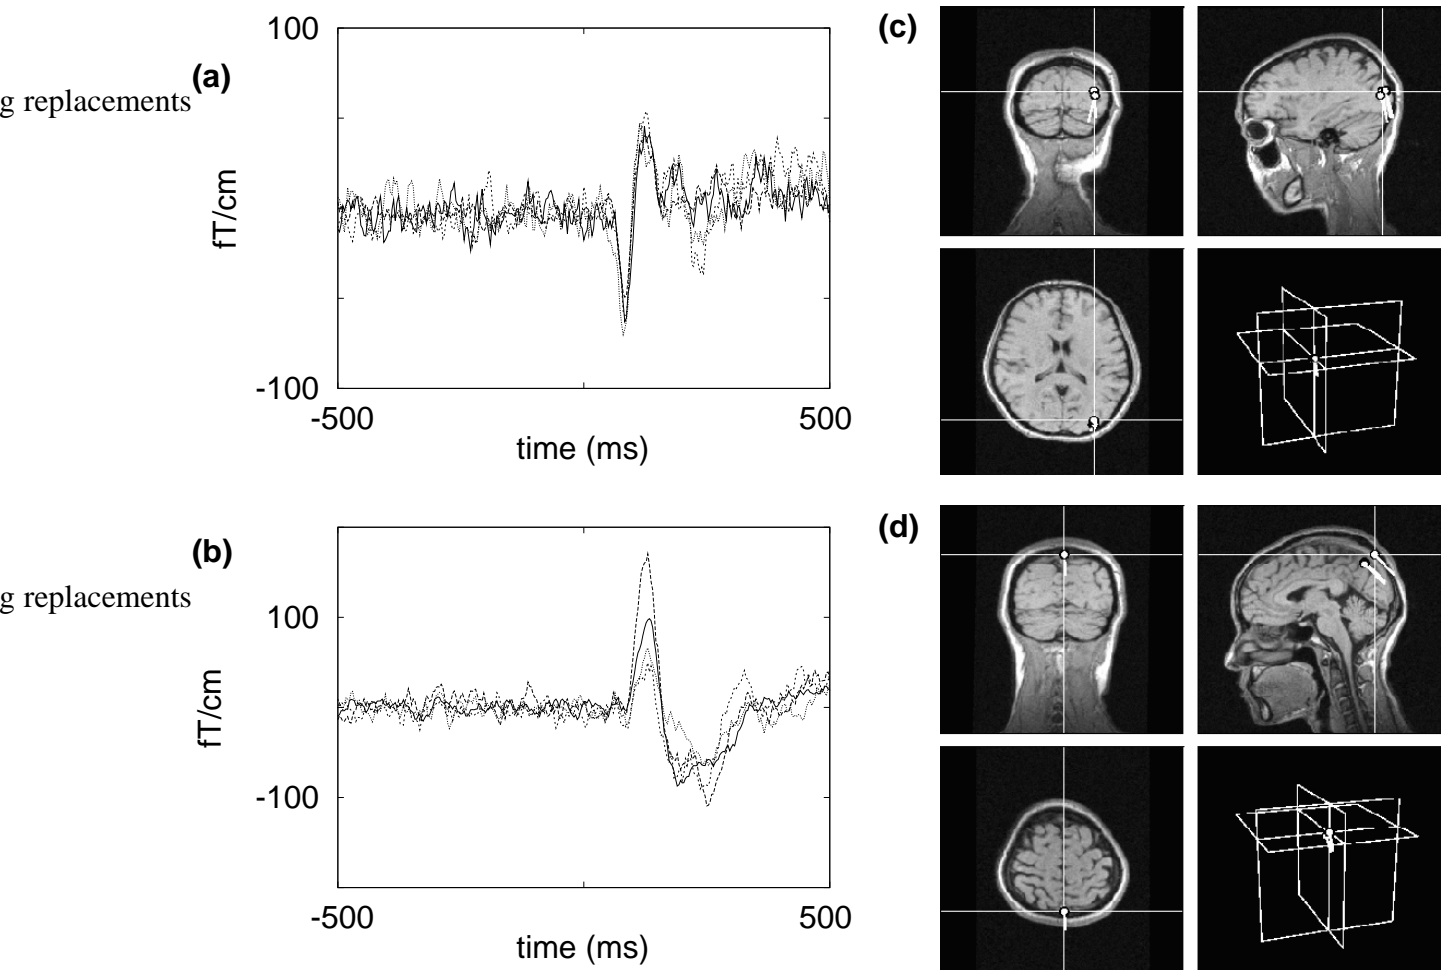 100
(a)
g replacements
fT/cm
-100
-500
500
time (ms)
(c)
(b)
g replacements
100
fT/cm
-100
-500
500
time (ms)
(d)